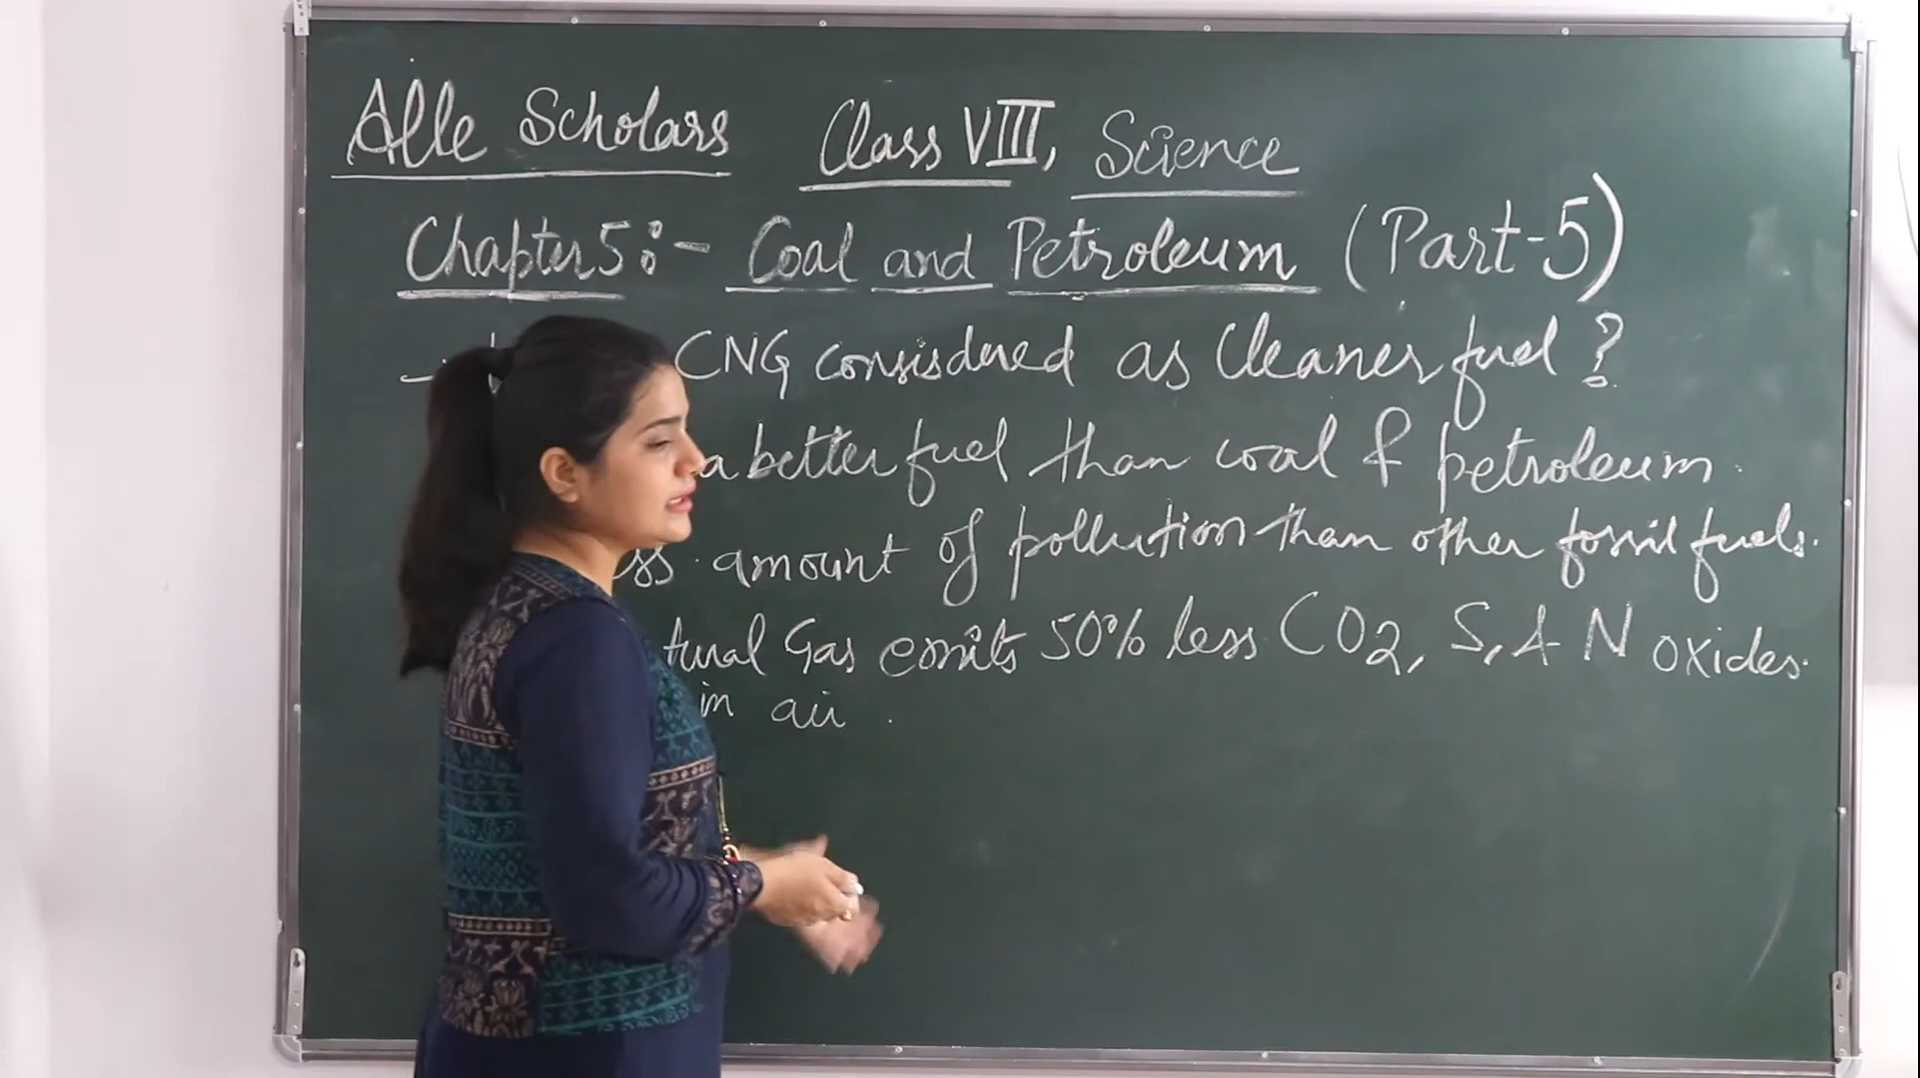 Alle Scholars Class VIII, Science
Chapter 5:- Coal and Petroleum (Part-5)
CNG considered as Cleaner fuel ?
a better fuel than coal & petroleum.
ss amount of pollution than other fossil fuels.
tural Gas emits 50% less CO2, S, & N oxides.
in air .